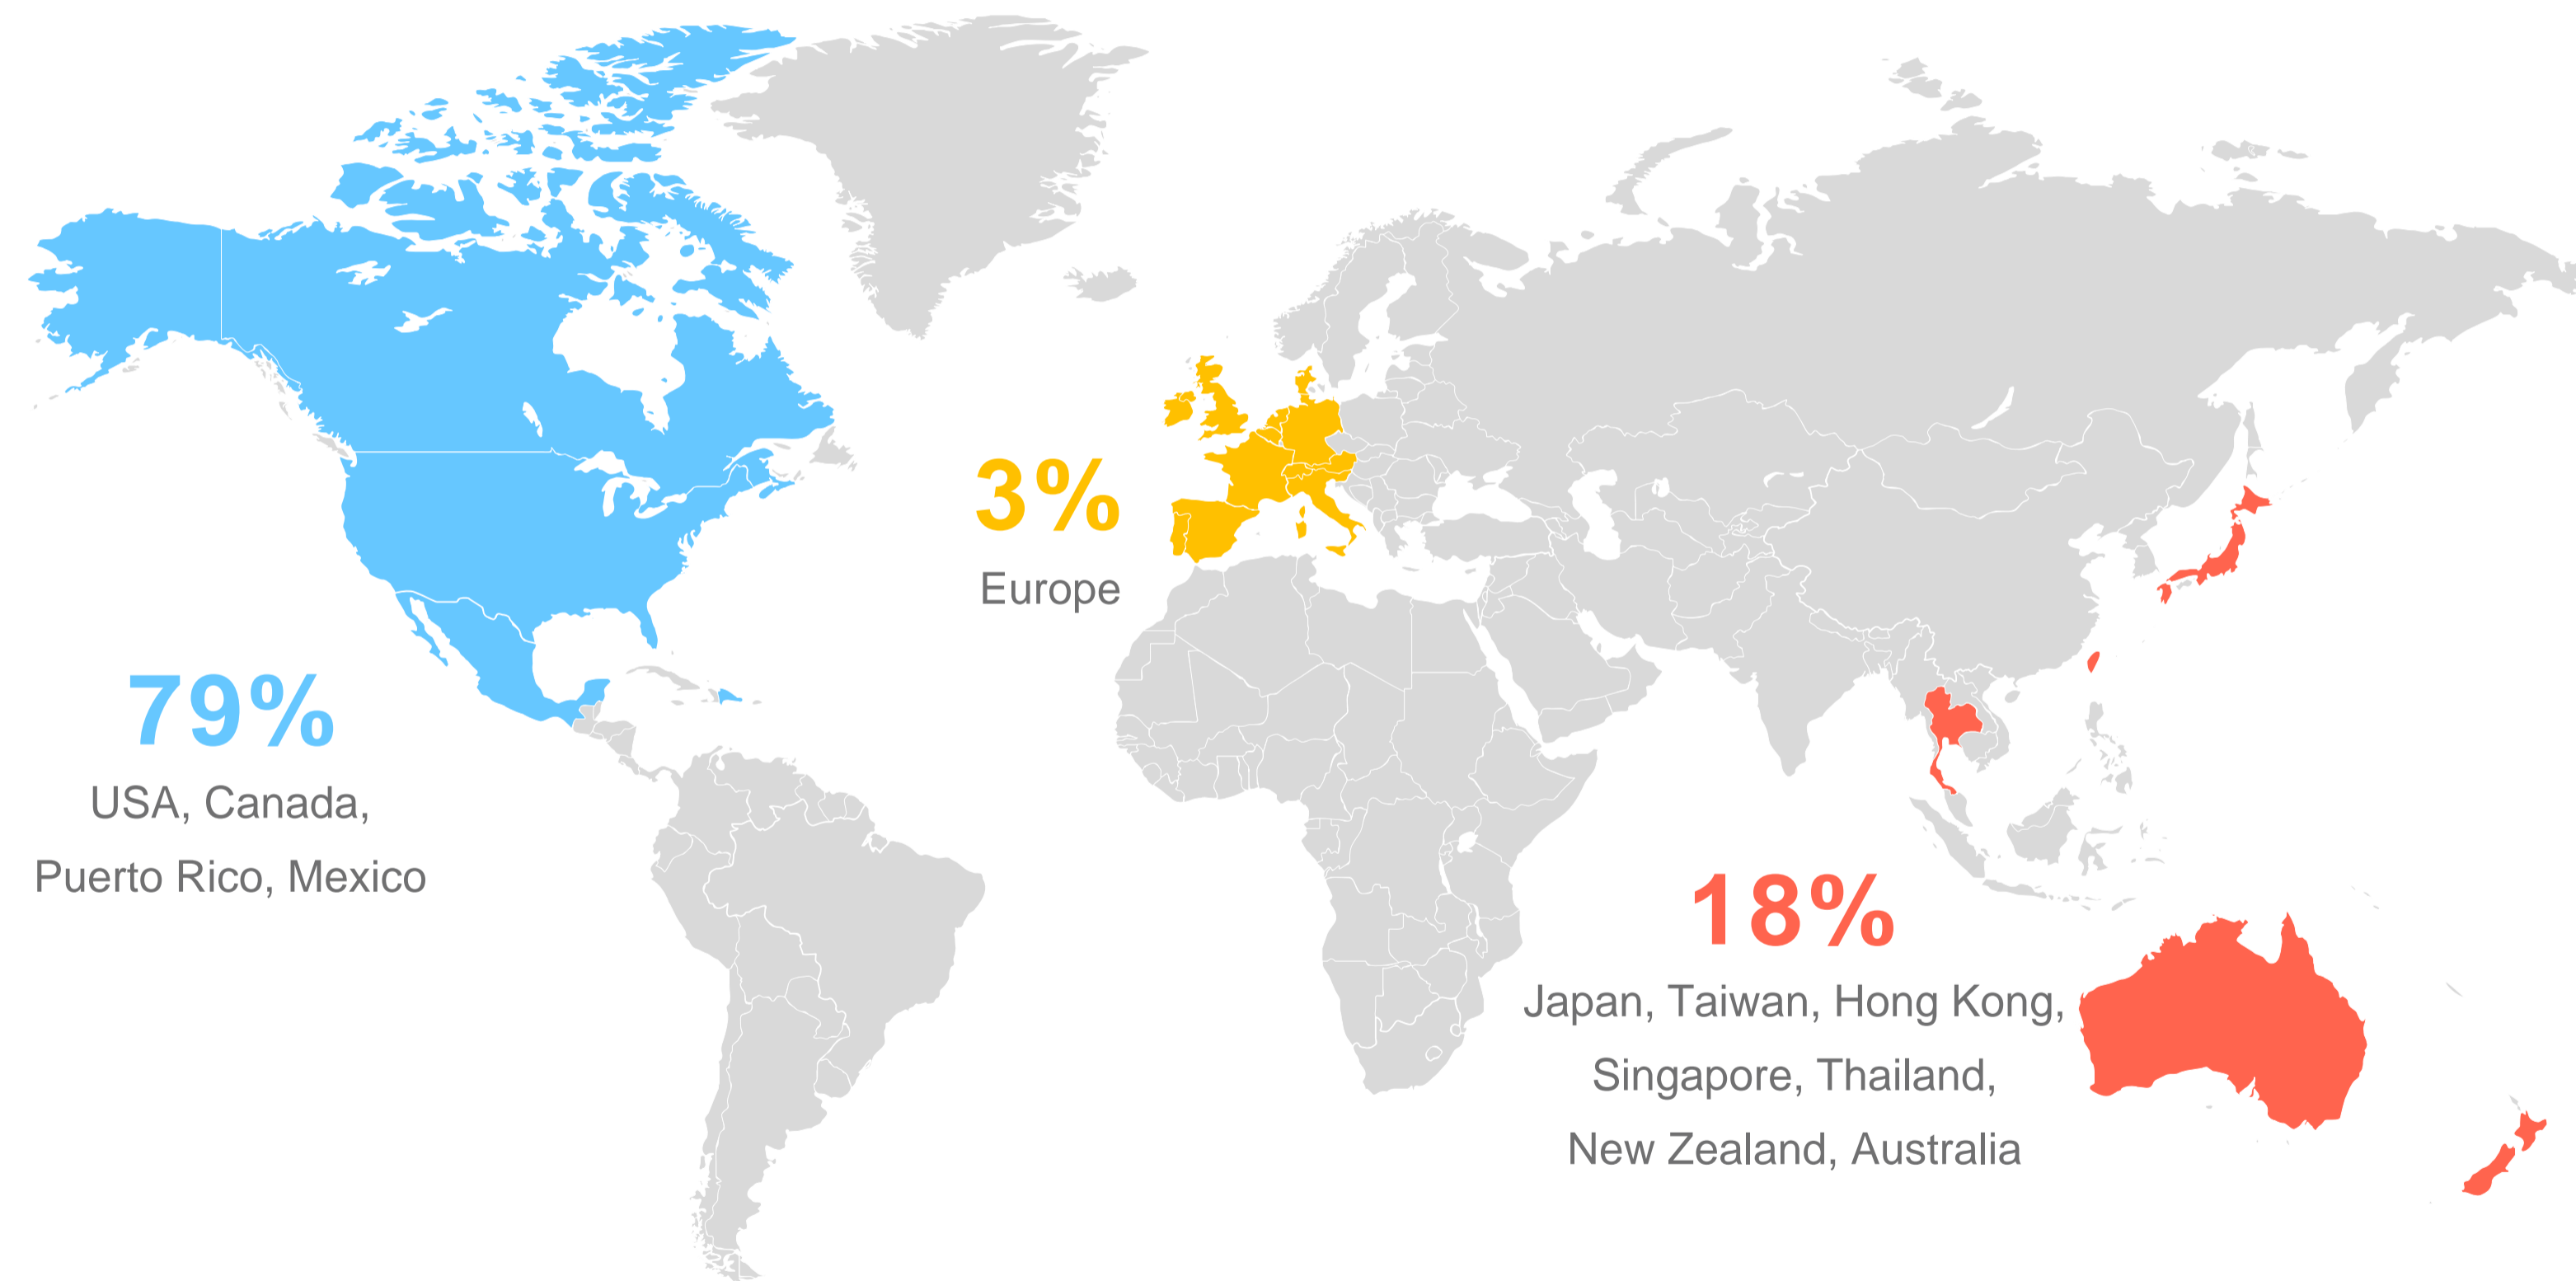 79%
USA, Canada,
Puerto Rico, Mexico
3%
Europe
18%
Japan, Taiwan, Hong Kong,
Singapore, Thailand,
New Zealand, Australia